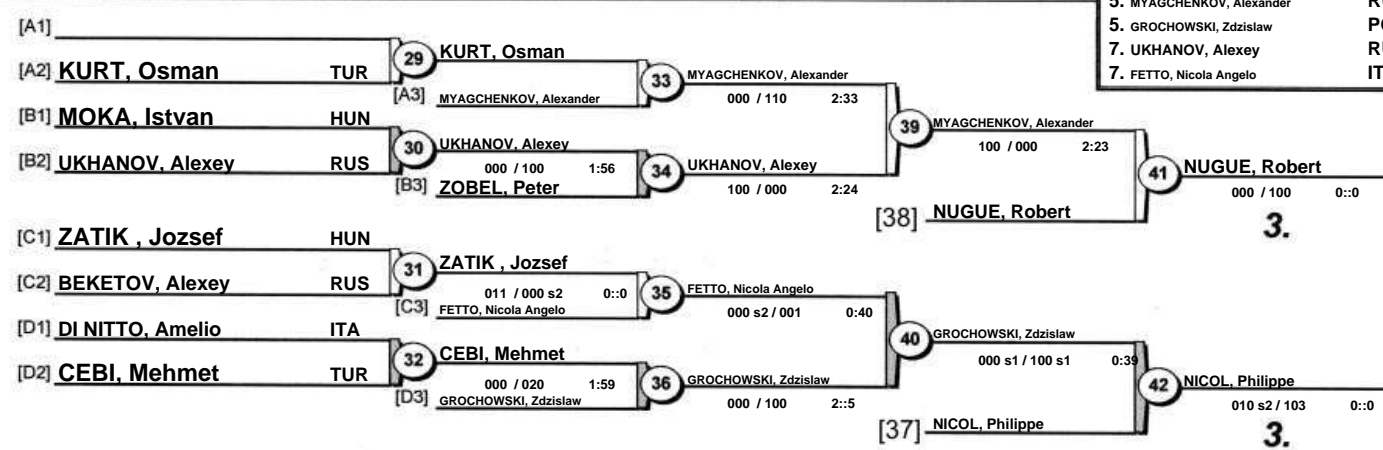 5. MYAGCHENKOV, Alexander
5. GROCHOWSKI, Zdzislaw
7. UKHANOV, Alexey
7. FETTO, Nicola Angelo
[A1]
[A2] KURT, Osman TUR
29
[A3]
KURT, Osman
MYAGCHENKOV, Alexander
33
MYAGCHENKOV, Alexander
000 / 110 2:33
[B1] MOKA, Istvan HUN
[B2] UKHANOV, Alexey RUS
30
[B3]
UKHANOV, Alexey
000 / 100 1:56
ZOBEL, Peter
34
UKHANOV, Alexey
100 / 000 2:24
39
MYAGCHENKOV, Alexander
100 / 000 2:23
[38] NUGUE, Robert
41
NUGUE, Robert
000 / 100 0::0
3.
[C1] ZATIK , Jozsef HUN
[C2] BEKETOV, Alexey RUS
31
[C3]
ZATIK , Jozsef
011 / 000 s2 0::0
FETTO, Nicola Angelo
35
FETTO, Nicola Angelo
000 s2 / 001 0:40
[D1] DI NITTO, Amelio ITA
[D2] CEBI, Mehmet TUR
32
[D3]
CEBI, Mehmet
000 / 020 1:59
GROCHOWSKI, Zdzislaw
36
GROCHOWSKI, Zdzislaw
000 / 100 2::5
40
GROCHOWSKI, Zdzislaw
000 s1 / 100 s1 0:39
[37] NICOL, Philippe
42
NICOL, Philippe
010 s2 / 103 0::0
3.